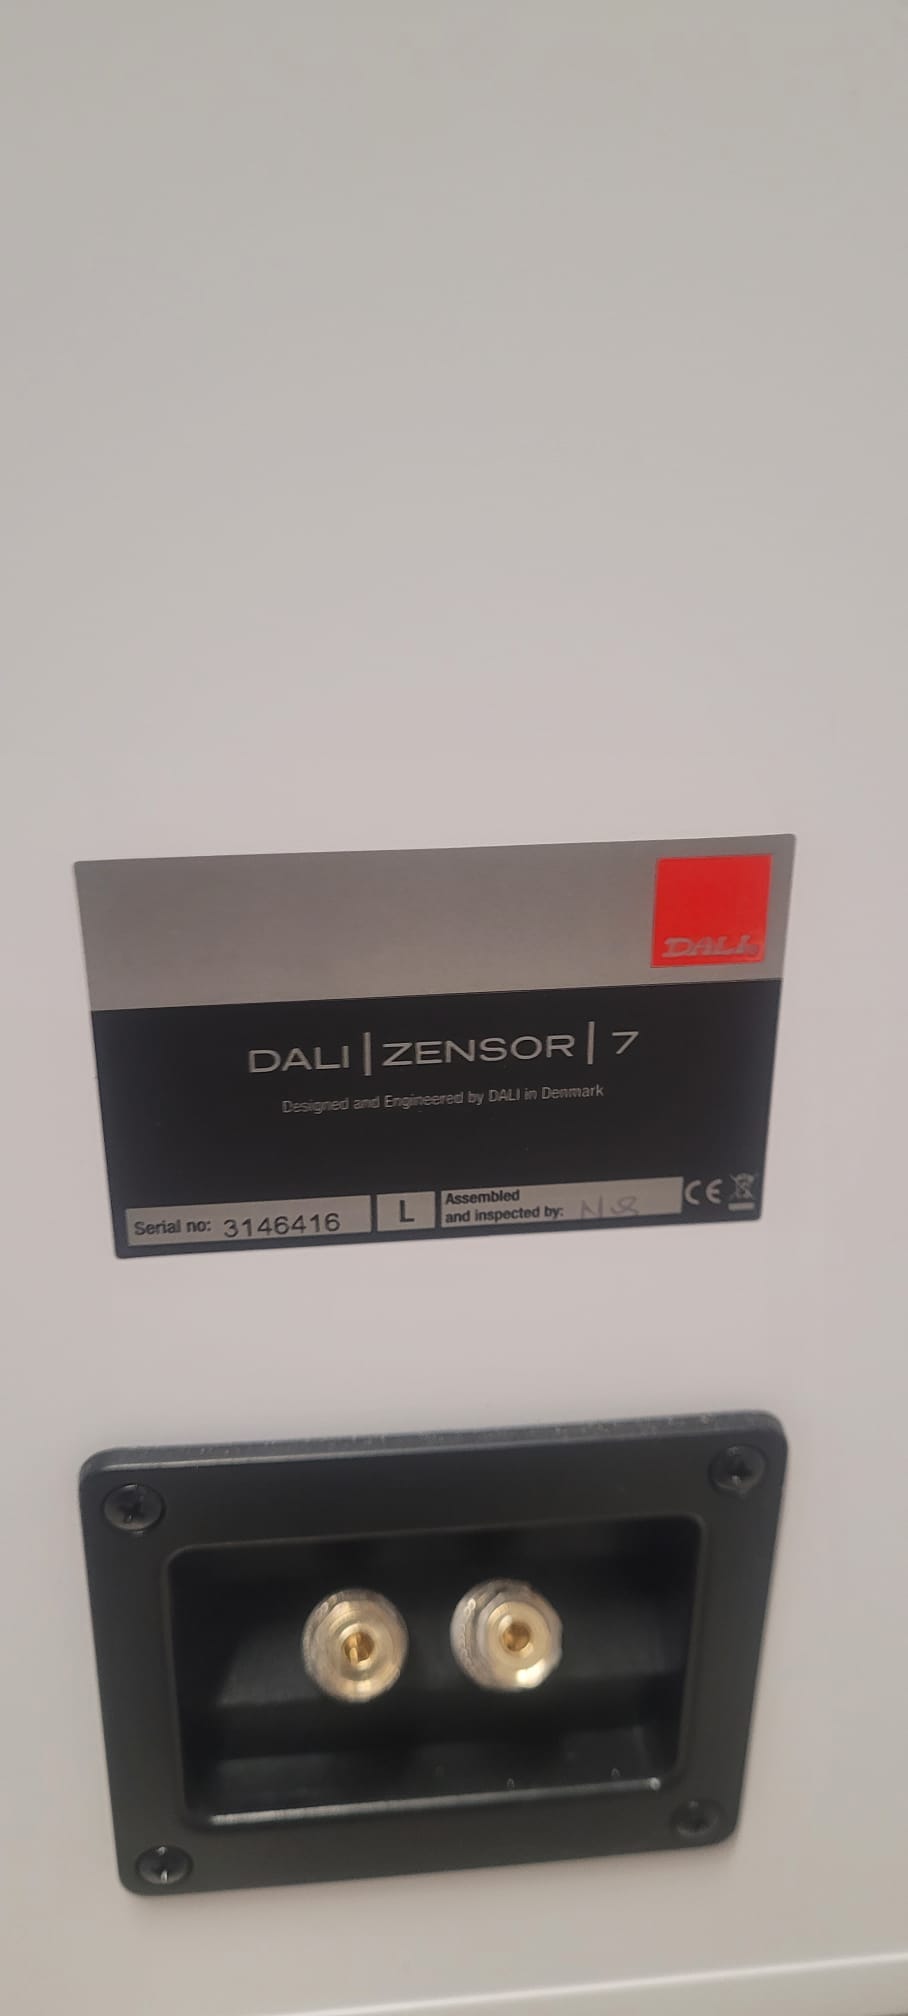 DALI
DALI | ZENSOR | 7
Designed and Engineered by DALI in Denmark
Serial no: 3146416
L
Assembled
and inspected by:
CE